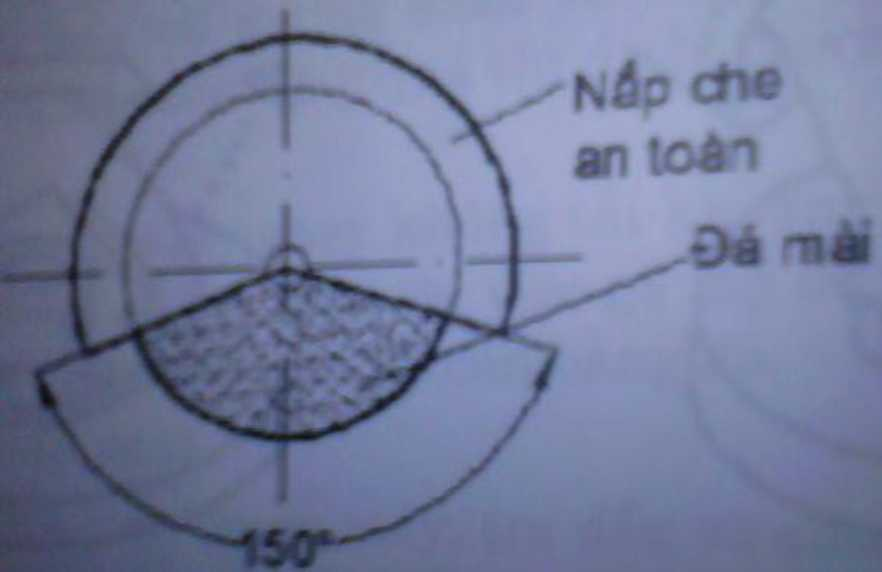 Nắp che
an toàn
Đá mài
150°